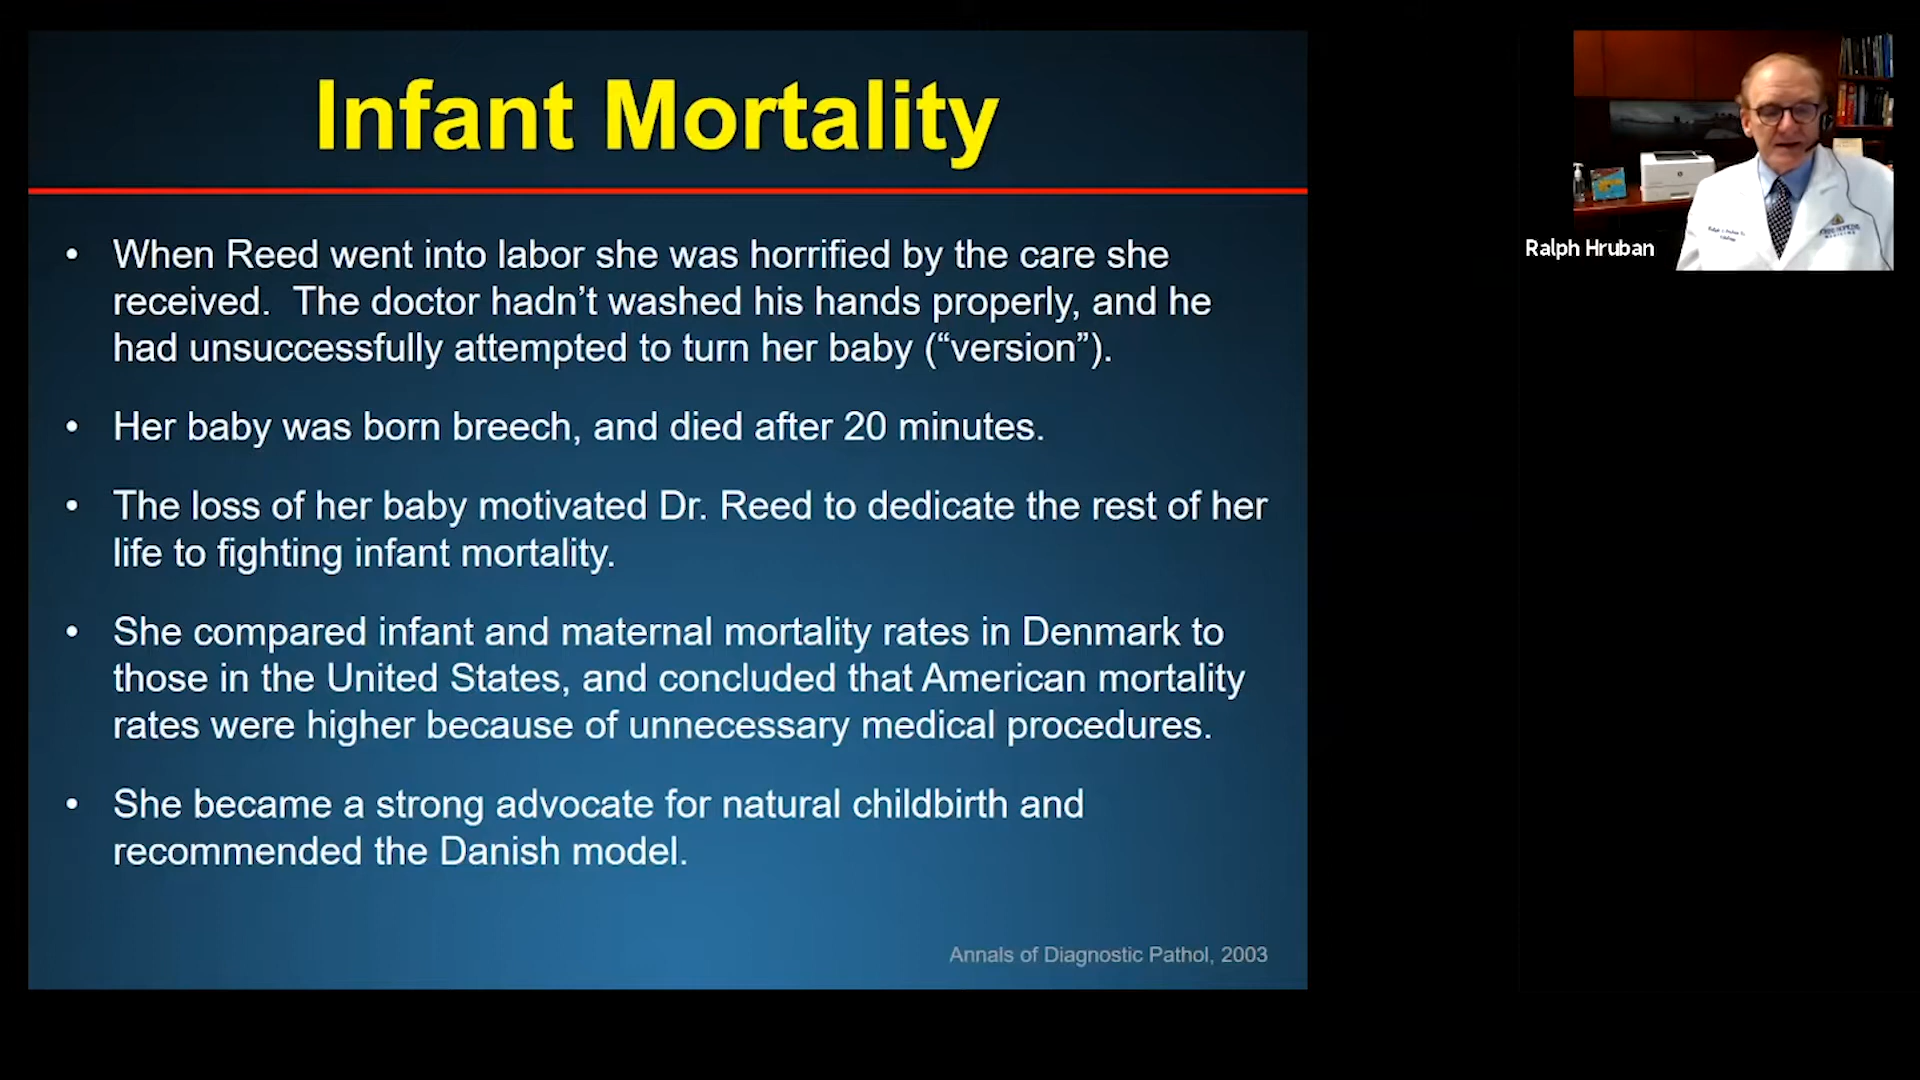 Infant Mortality
• When Reed went into labor she was horrified by the care she
received.  The doctor hadn’t washed his hands properly, and he
had unsuccessfully attempted to turn her baby (“version”).
• Her baby was born breech, and died after 20 minutes.
• The loss of her baby motivated Dr. Reed to dedicate the rest of her
life to fighting infant mortality.
• She compared infant and maternal mortality rates in Denmark to
those in the United States, and concluded that American mortality
rates were higher because of unnecessary medical procedures.
• She became a strong advocate for natural childbirth and
recommended the Danish model.
Annals of Diagnostic Pathol, 2003
Ralph Hruban